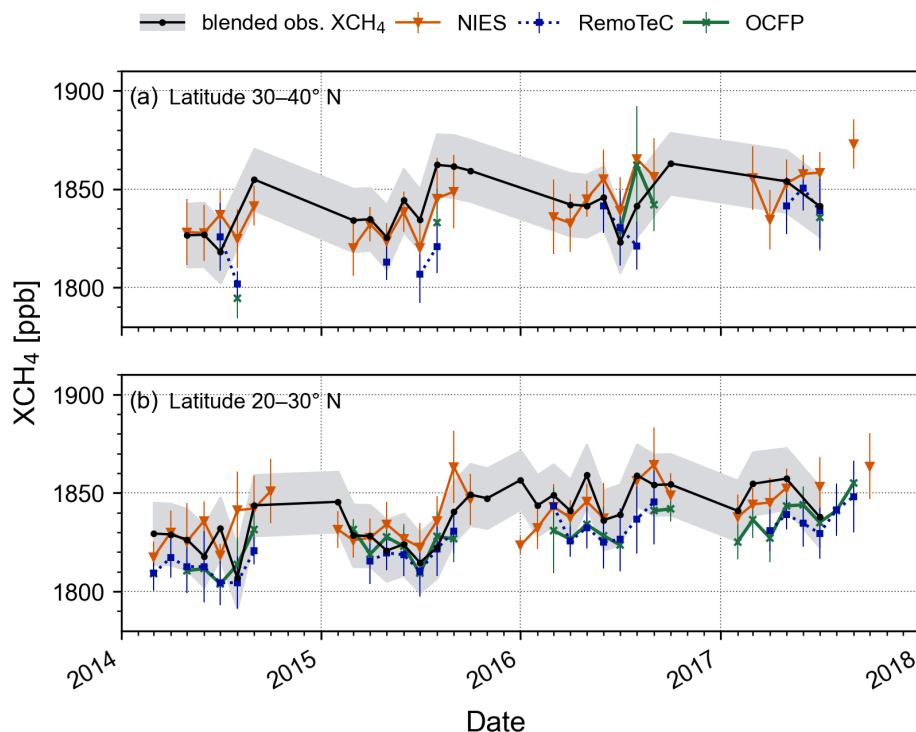 blended obs. XCH₄ NIES RemoTeC OCFP
(a) Latitude 30–40° N
1900
1850
1800
XCH₄ [ppb]
(b) Latitude 20–30° N
1900
1850
1800
2014 2015 2016 2017 2018
Date